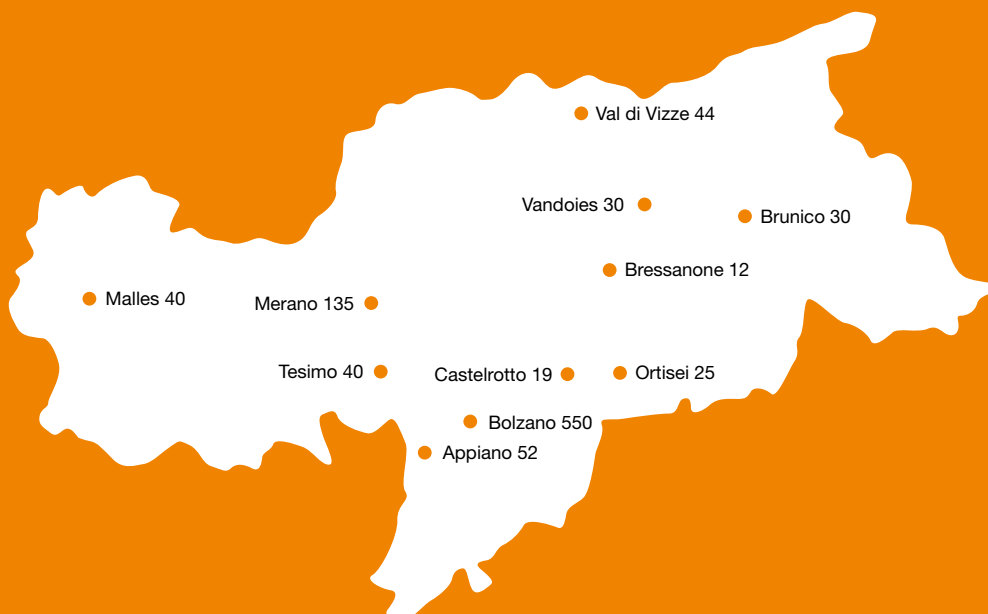 Val di Vizze 44
Vandoies 30
Brunico 30
Bressanone 12
Malles 40
Merano 135
Tesimo 40
Castelrotto 19
Ortisei 25
Bolzano 550
Appiano 52